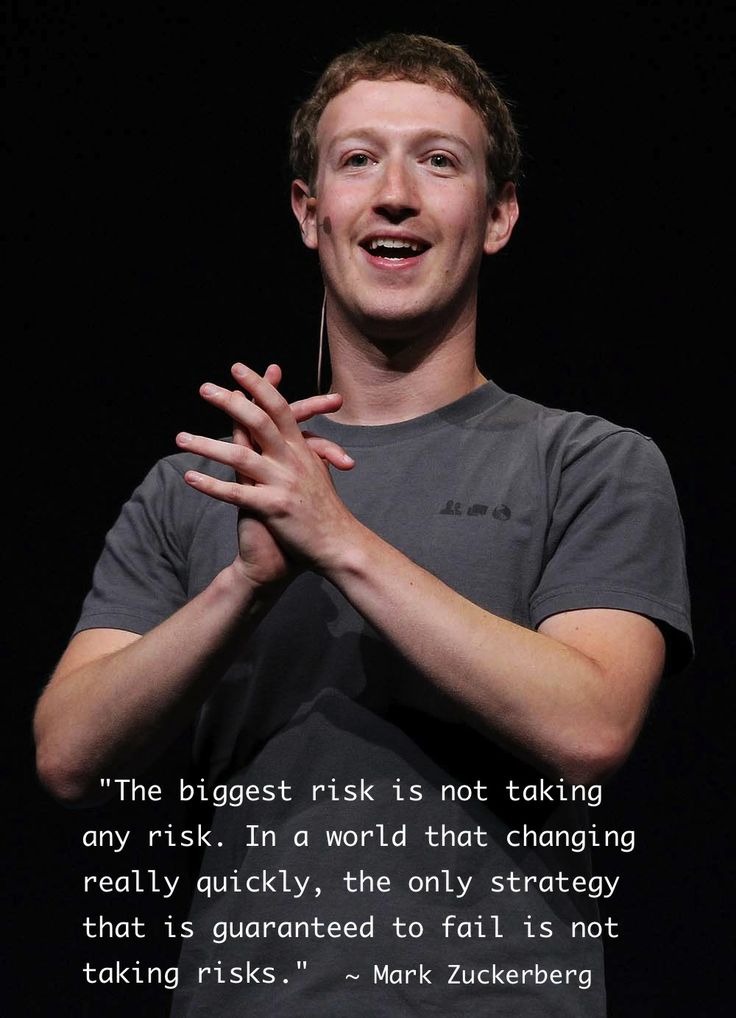 "The biggest risk is not taking
any risk. In a world that changing
really quickly, the only strategy
that is guaranteed to fail is not
taking risks." ~ Mark Zuckerberg